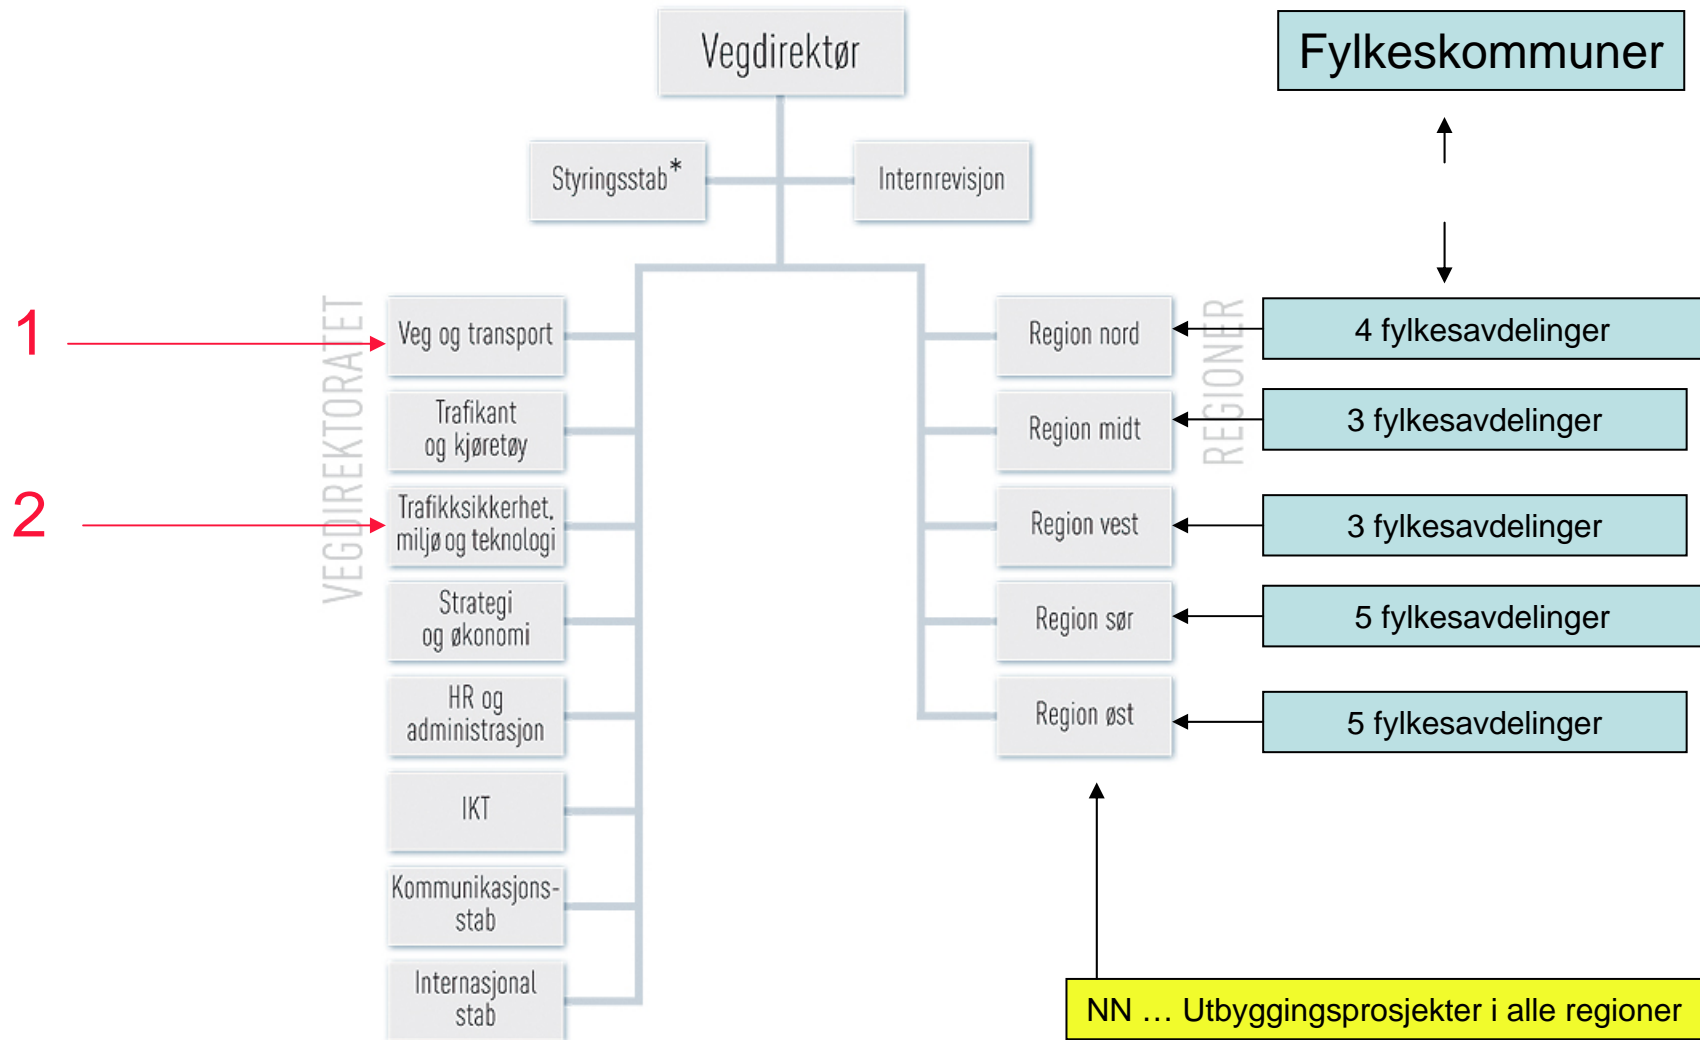 Vegdirektør
Fylkeskommuner
Styringsstab*
Internrevisjon
VEGDIREKTORATET
REGIONER
1
Veg og transport
Trafikant
og kjøretøy
2
Trafikksikkerhet,
miljø og teknologi
Strategi
og økonomi
HR og
administrasjon
IKT
Kommunikasjons-
stab
Internasjonal
stab
Region nord
4 fylkesavdelinger
Region midt
3 fylkesavdelinger
Region vest
3 fylkesavdelinger
Region sør
5 fylkesavdelinger
Region øst
5 fylkesavdelinger
NN … Utbyggingsprosjekter i alle regioner